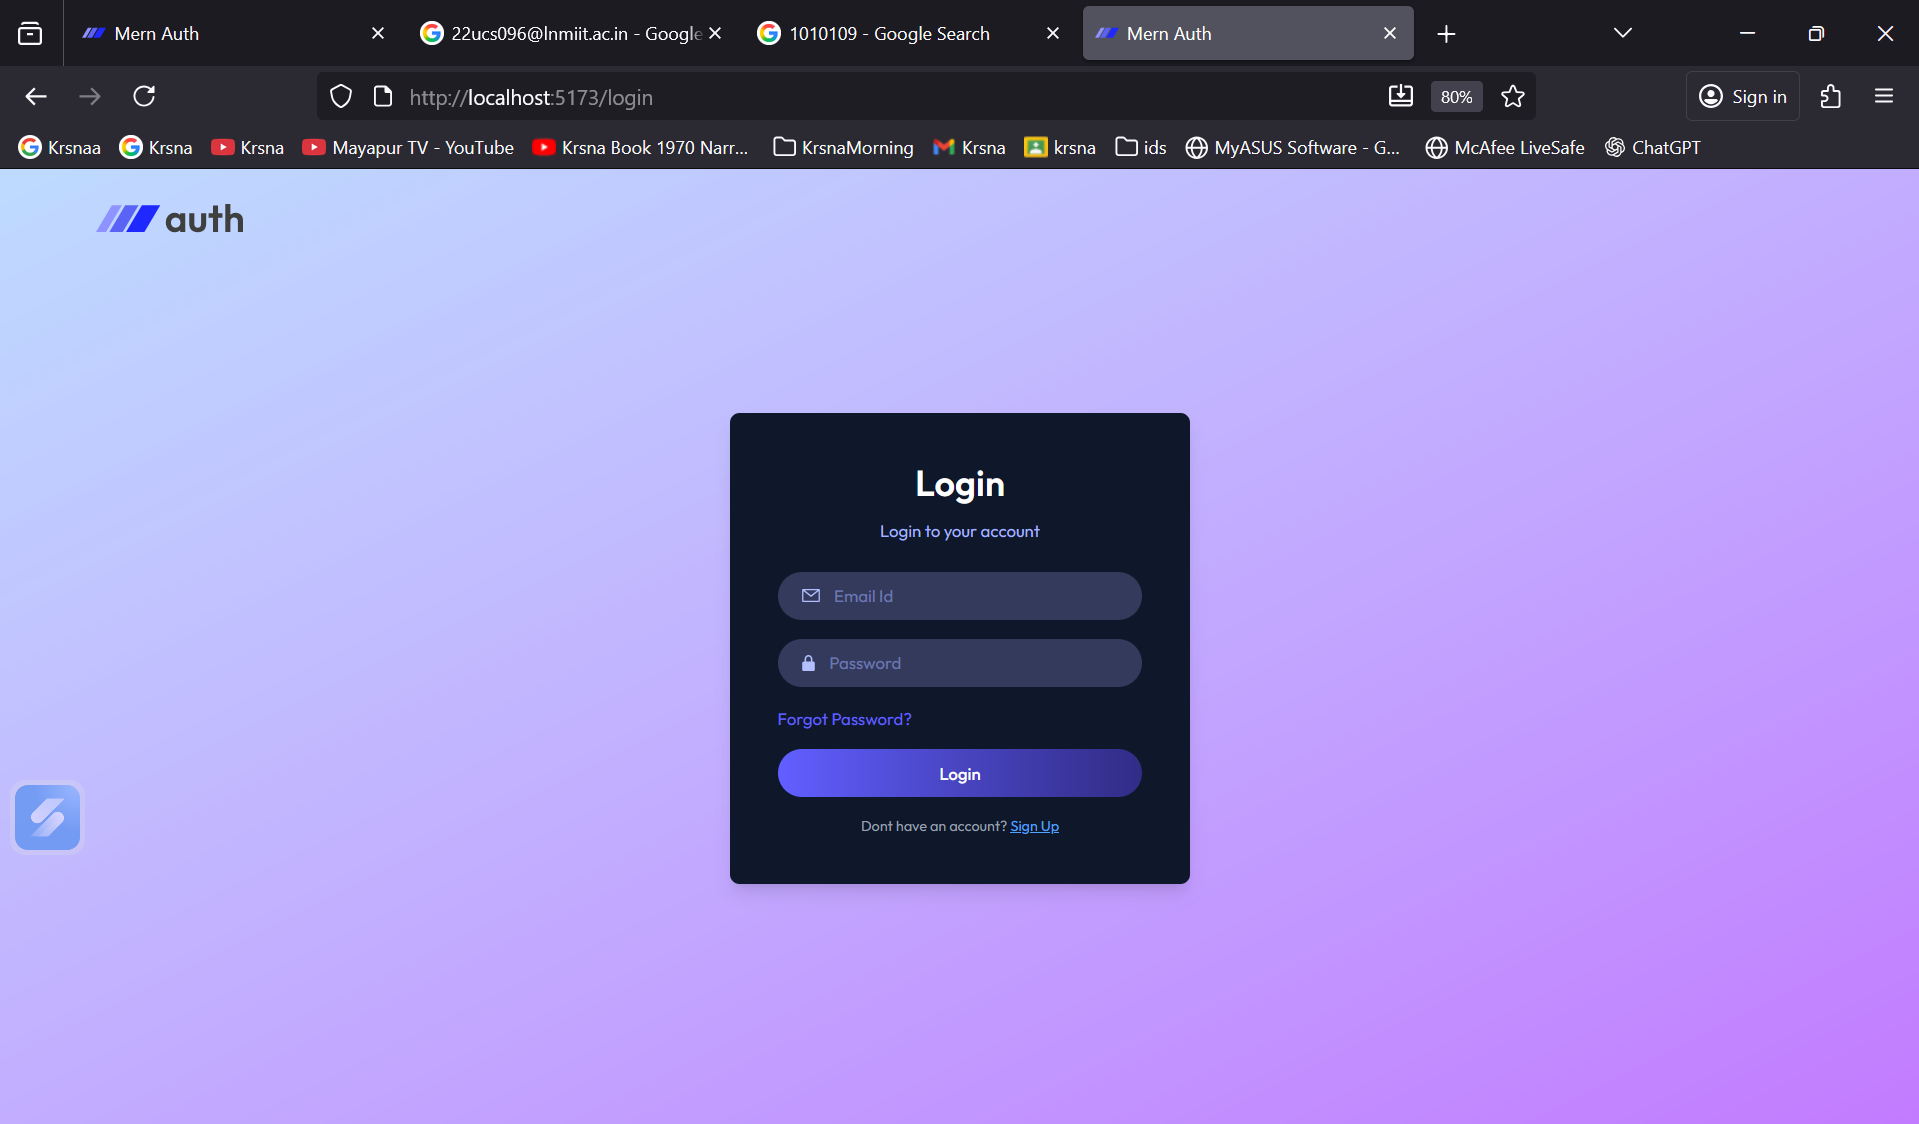 Mern Auth
22ucs096@lnmiit.ac.in - Google
1010109 - Google Search
Mern Auth
http://localhost:5173/login
80%
Sign in
Krsnaa
Krsna
Krsna
Mayapur TV - YouTube
Krsna Book 1970 Narr...
KrsnaMorning
Krsna
krsna
ids
MyASUS Software - G...
McAfee LiveSafe
ChatGPT
auth
Login
Login to your account
Email Id
Password
Forgot Password?
Login
Dont have an account? Sign Up